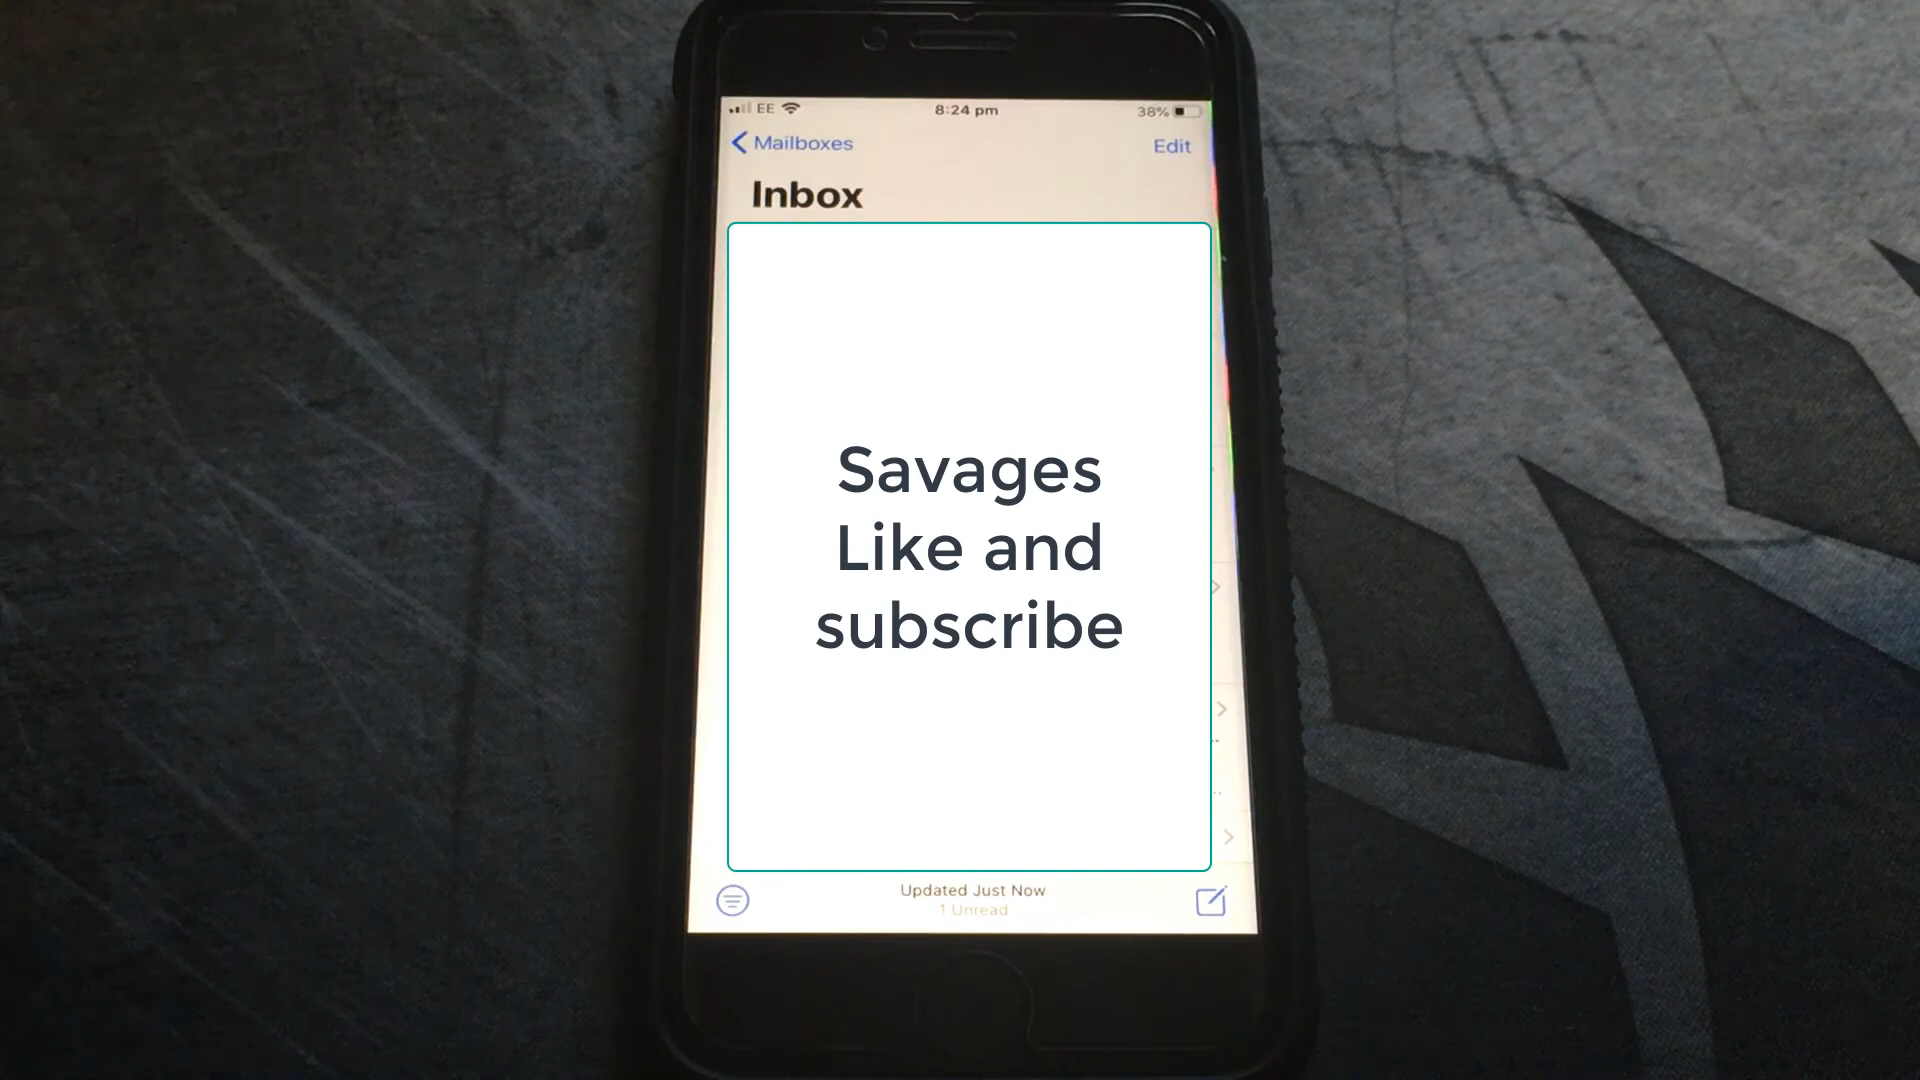 EE 8:24 pm 38%
Mailboxes Edit
Inbox
Savages
Like and
subscribe
Updated Just Now
1 Unread